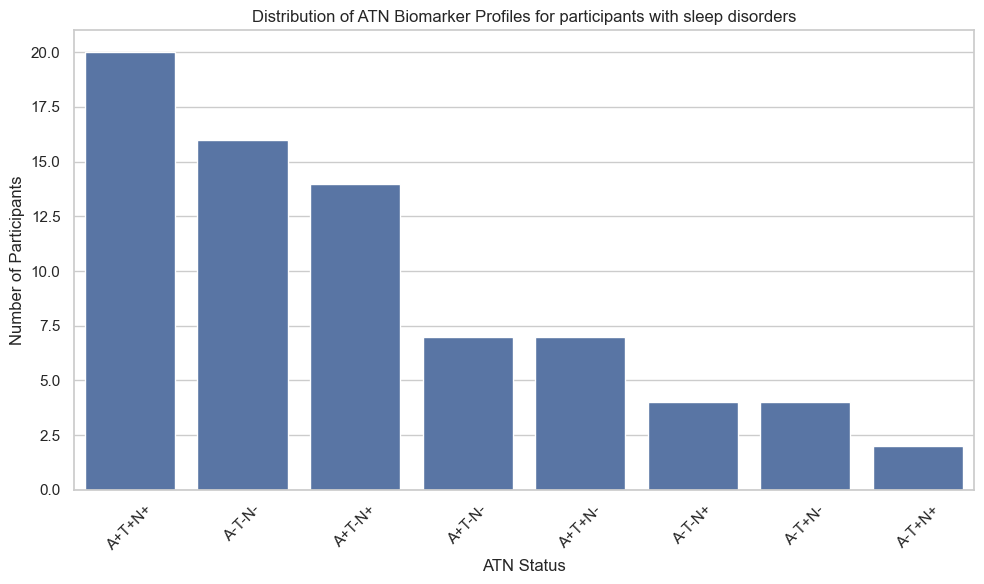 Distribution of ATN Biomarker Profiles for participants with sleep disorders
Number of Participants
20.0
17.5
15.0
12.5
10.0
7.5
5.0
2.5
0.0
A+T+N+
A-T-N-
A+T-N+
A+T-N-
A+T+N-
A-T-N+
A-T+N-
A-T+N+
ATN Status